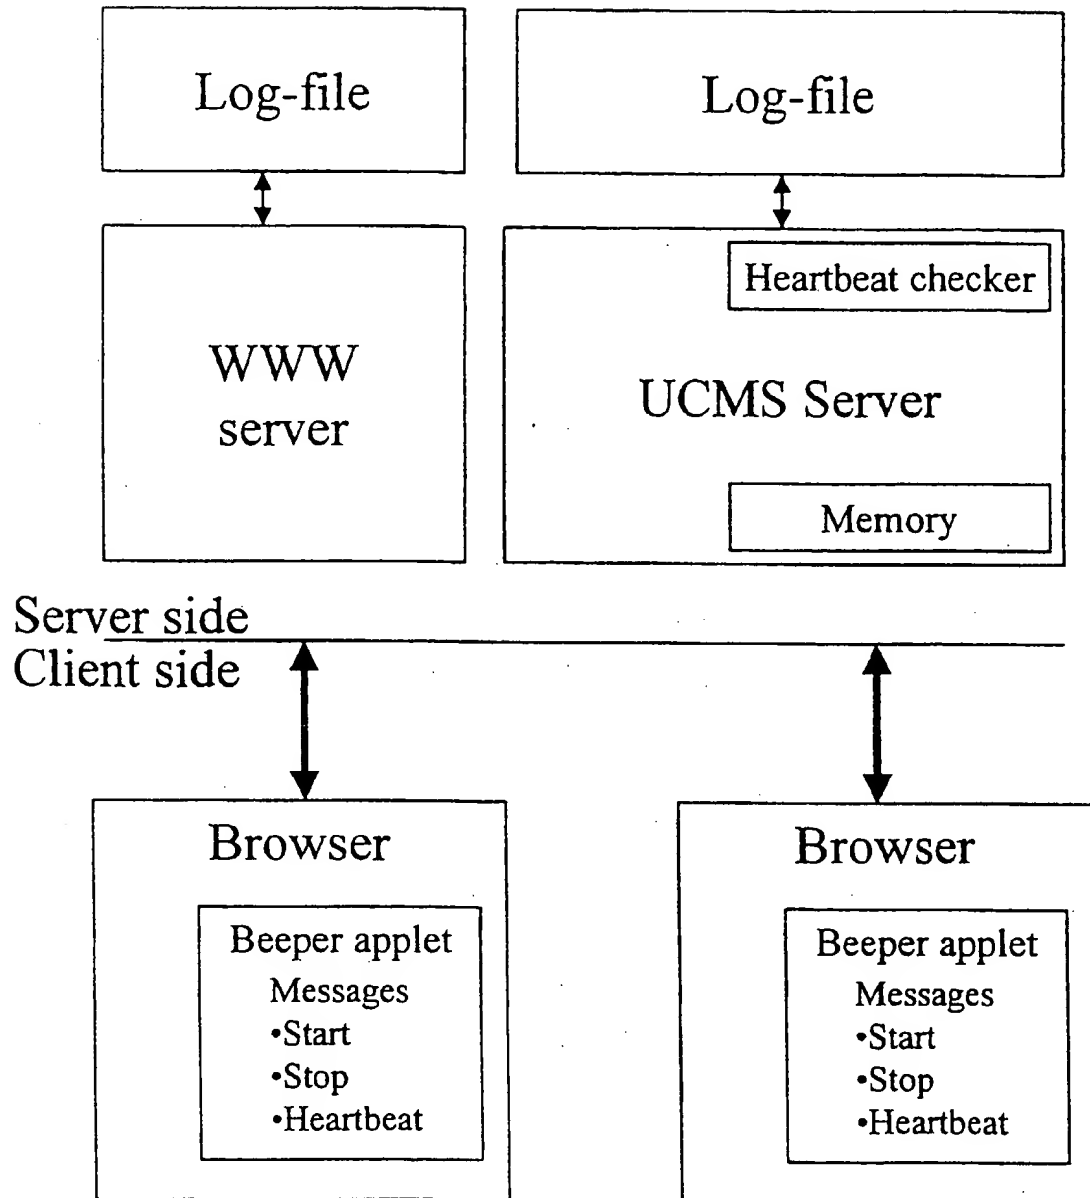 Log-file
Log-file
WWW
server
Heartbeat checker
UCMS Server
Memory
Server side
Client side
Browser
Beeper applet
Messages
•Start
•Stop
•Heartbeat
Browser
Beeper applet
Messages
•Start
•Stop
•Heartbeat